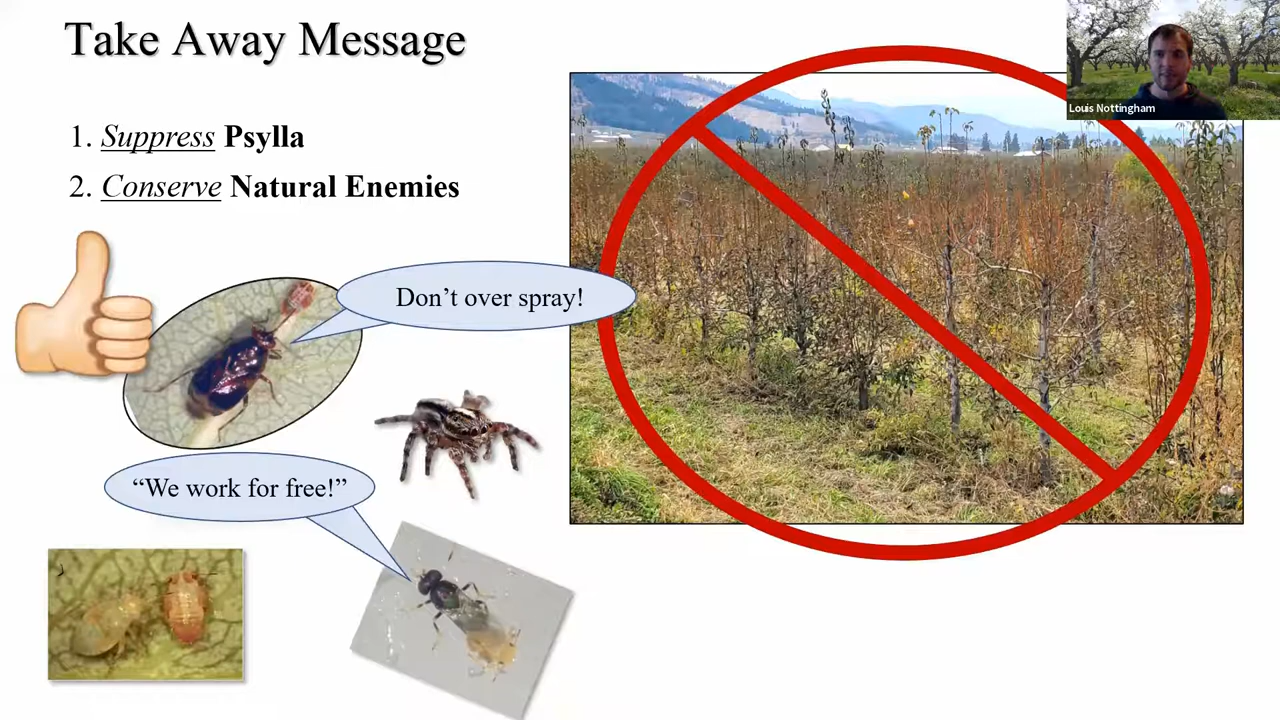 Take Away Message
Louis Nottingham
1. Suppress Psylla
2. Conserve Natural Enemies
Don’t over spray!
“We work for free!”